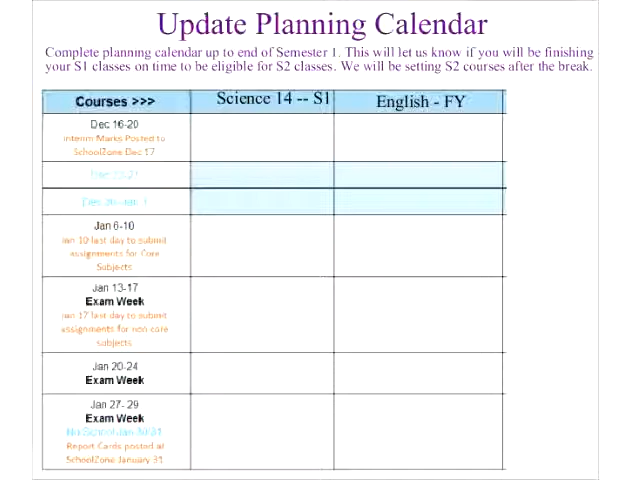 Update Planning Calendar
Complete planning calendar up to end of Semester 1. This will let us know if you will be finishing
your S1 classes on time to be eligible for S2 classes. We will be setting S2 courses after the break.
Courses >>> Science 14 -- S1 English - FY
Dec 16-20
Interim Marks Posted to
SchoolZone Dec 17
Dec
Dec
Jan 6-10
Jan 10 last day to submit
assignments for Core
Subjects
Jan 13-17
Exam Week
Jan 17 last day to submit
assignments for non core
subjects
Jan 20-24
Exam Week
Jan 27- 29
Exam Week
No School Jan 30/31
Report Cards posted at
SchoolZone January 31